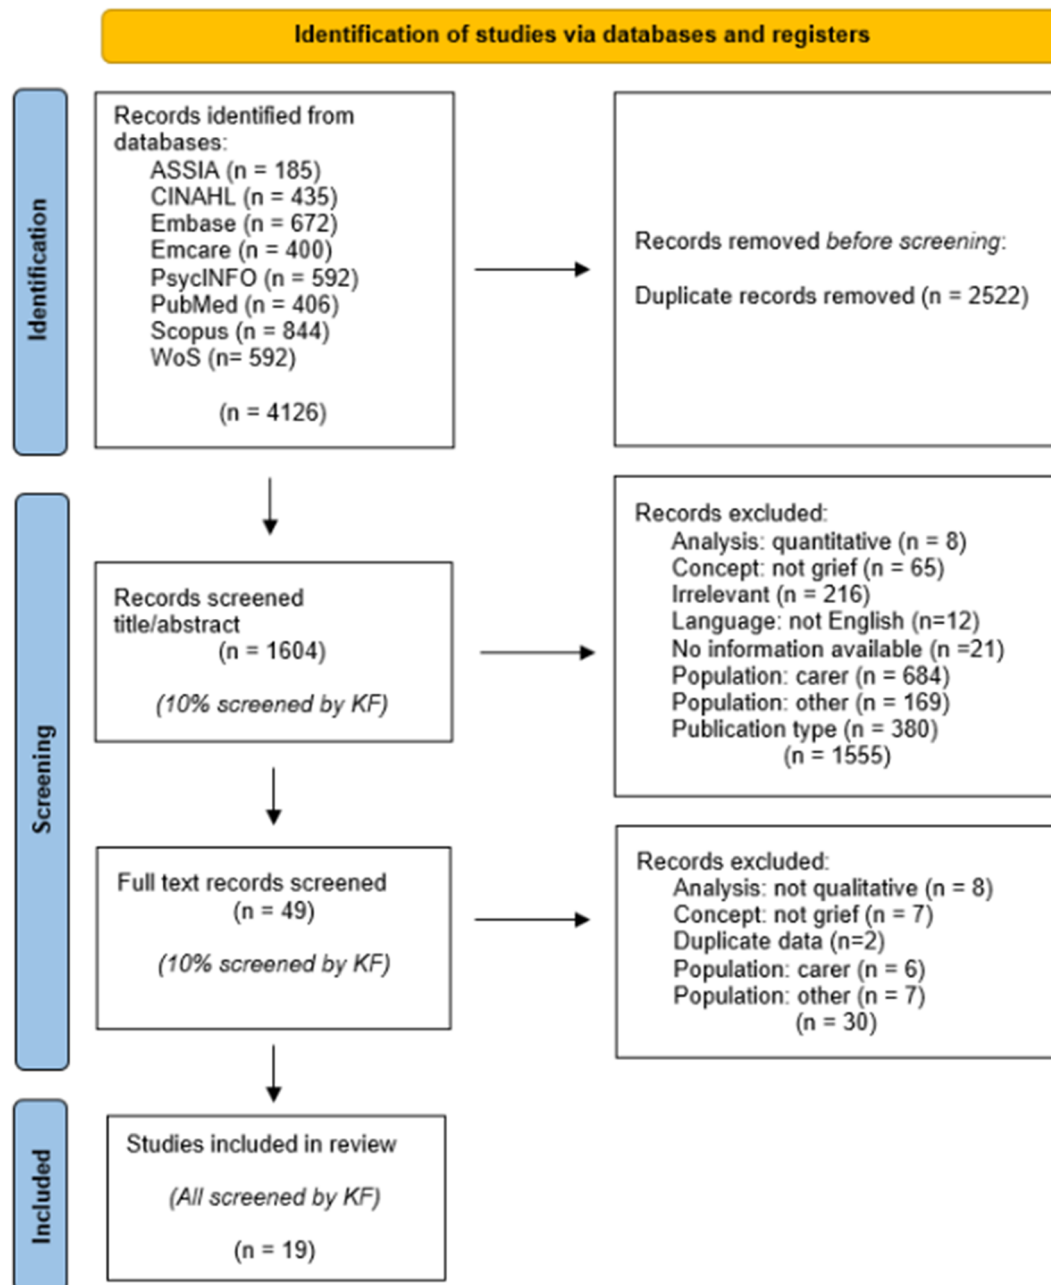 Identification of studies via databases and registers
Identification
Records identified from
databases:
ASSIA (n = 185)
CINAHL (n = 435)
Embase (n = 672)
Emcare (n = 400)
PsycINFO (n = 592)
PubMed (n = 406)
Scopus (n = 844)
WoS (n= 592)
(n = 4126)
Records removed before screening:
Duplicate records removed (n = 2522)
Screening
Records screened
title/abstract
(n = 1604)
(10% screened by KF)
Records excluded:
Analysis: quantitative (n = 8)
Concept: not grief (n = 65)
Irrelevant (n = 216)
Language: not English (n=12)
No information available (n =21)
Population: carer (n = 684)
Population: other (n = 169)
Publication type (n = 380)
(n = 1555)
Full text records screened
(n = 49)
(10% screened by KF)
Records excluded:
Analysis: not qualitative (n = 8)
Concept: not grief (n = 7)
Duplicate data (n=2)
Population: carer (n = 6)
Population: other (n = 7)
(n = 30)
Included
Studies included in review
(All screened by KF)
(n = 19)